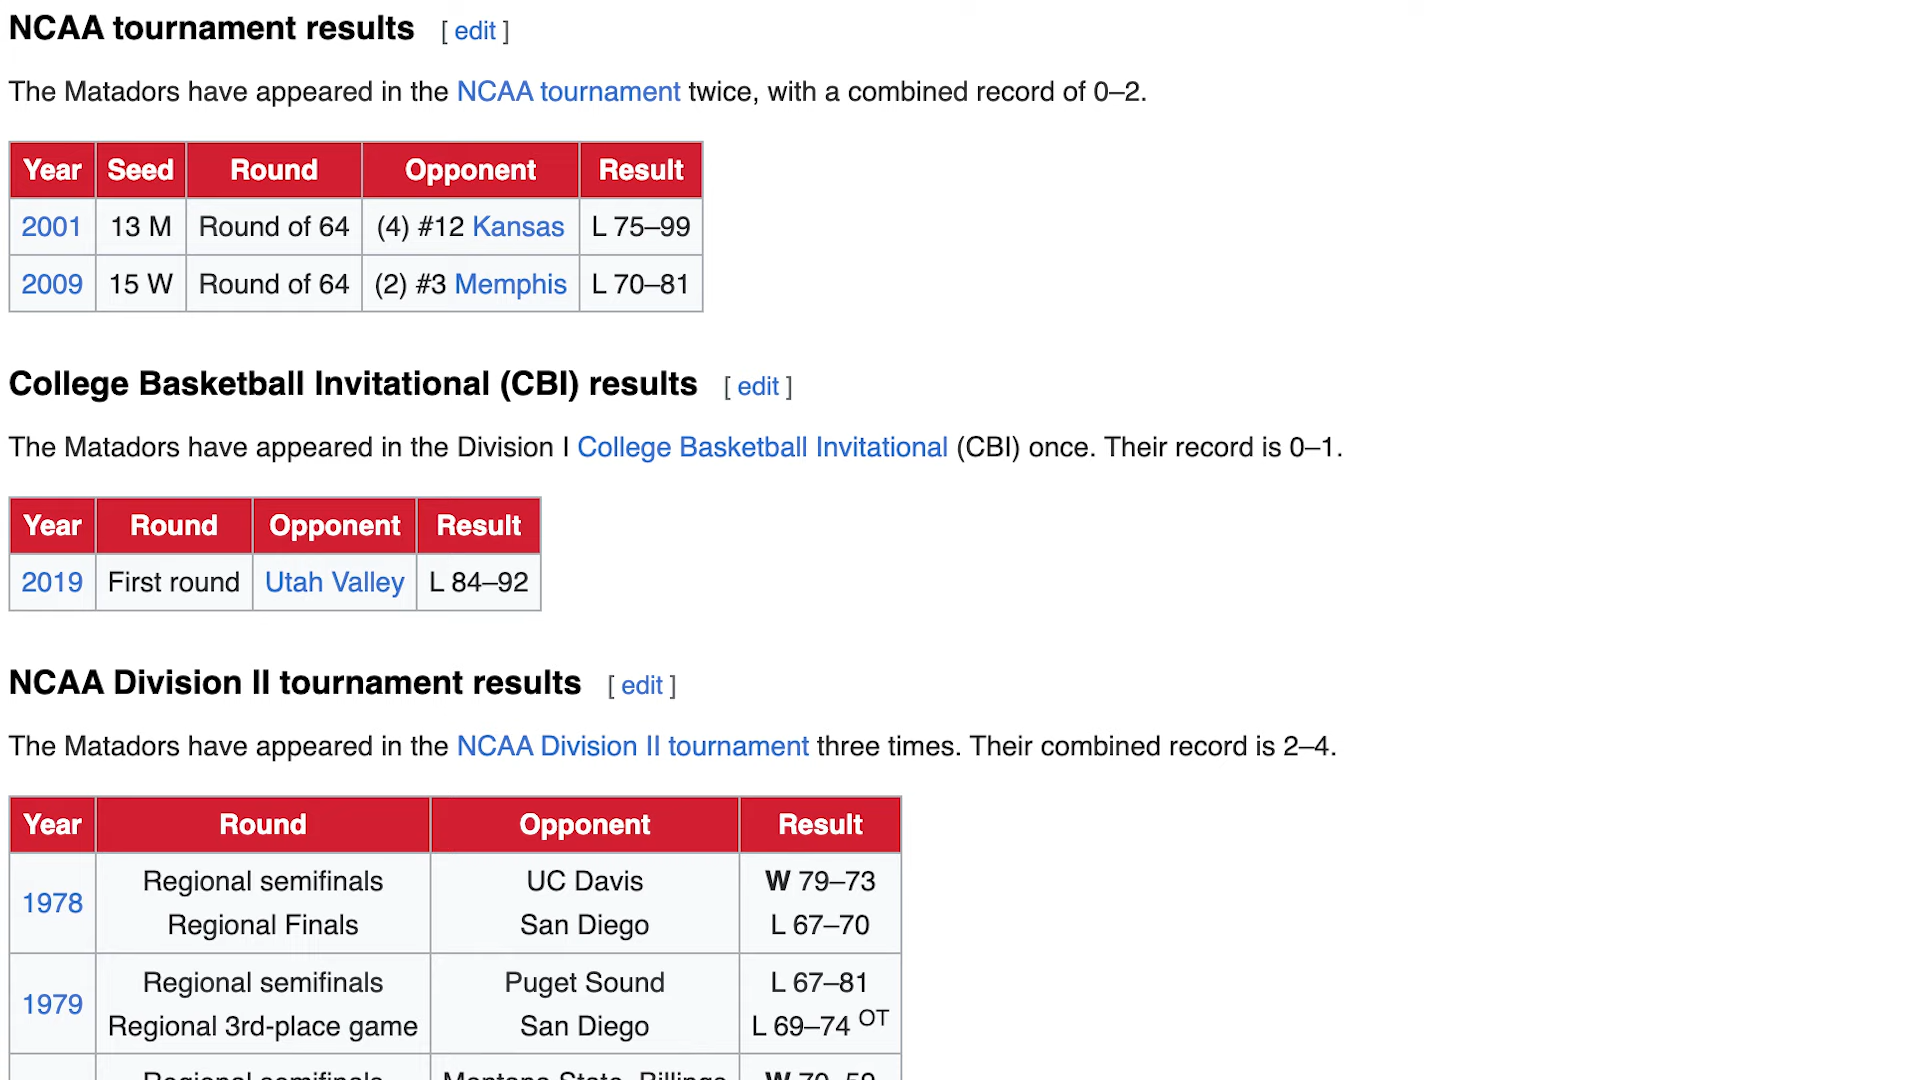 NCAA tournament results [ edit ]
The Matadors have appeared in the NCAA tournament twice, with a combined record of 0–2.
Year Seed Round Opponent Result
2001 13 M Round of 64 (4) #12 Kansas L 75–99
2009 15 W Round of 64 (2) #3 Memphis L 70–81
College Basketball Invitational (CBI) results [ edit ]
The Matadors have appeared in the Division I College Basketball Invitational (CBI) once. Their record is 0–1.
Year Round Opponent Result
2019 First round Utah Valley L 84–92
NCAA Division II tournament results [ edit ]
The Matadors have appeared in the NCAA Division II tournament three times. Their combined record is 2–4.
Year Round Opponent Result
1978 Regional semifinals UC Davis W 79–73
Regional Finals San Diego L 67–70
1979 Regional semifinals Puget Sound L 67–81
Regional 3rd-place game San Diego L 69–74 OT
Regional semifinals Montana State Billings W